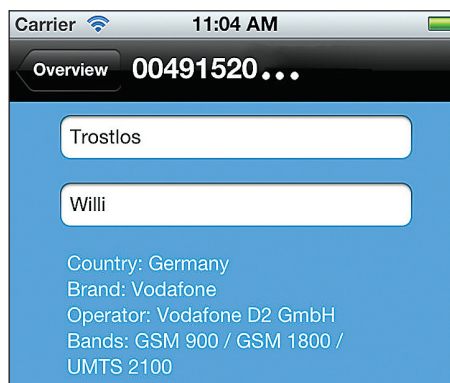 Carrier 11:04 AM
Overview 00491520...
Trostlos
Willi
Country: Germany
Brand: Vodafone
Operator: Vodafone D2 GmbH
Bands: GSM 900 / GSM 1800 /
UMTS 2100